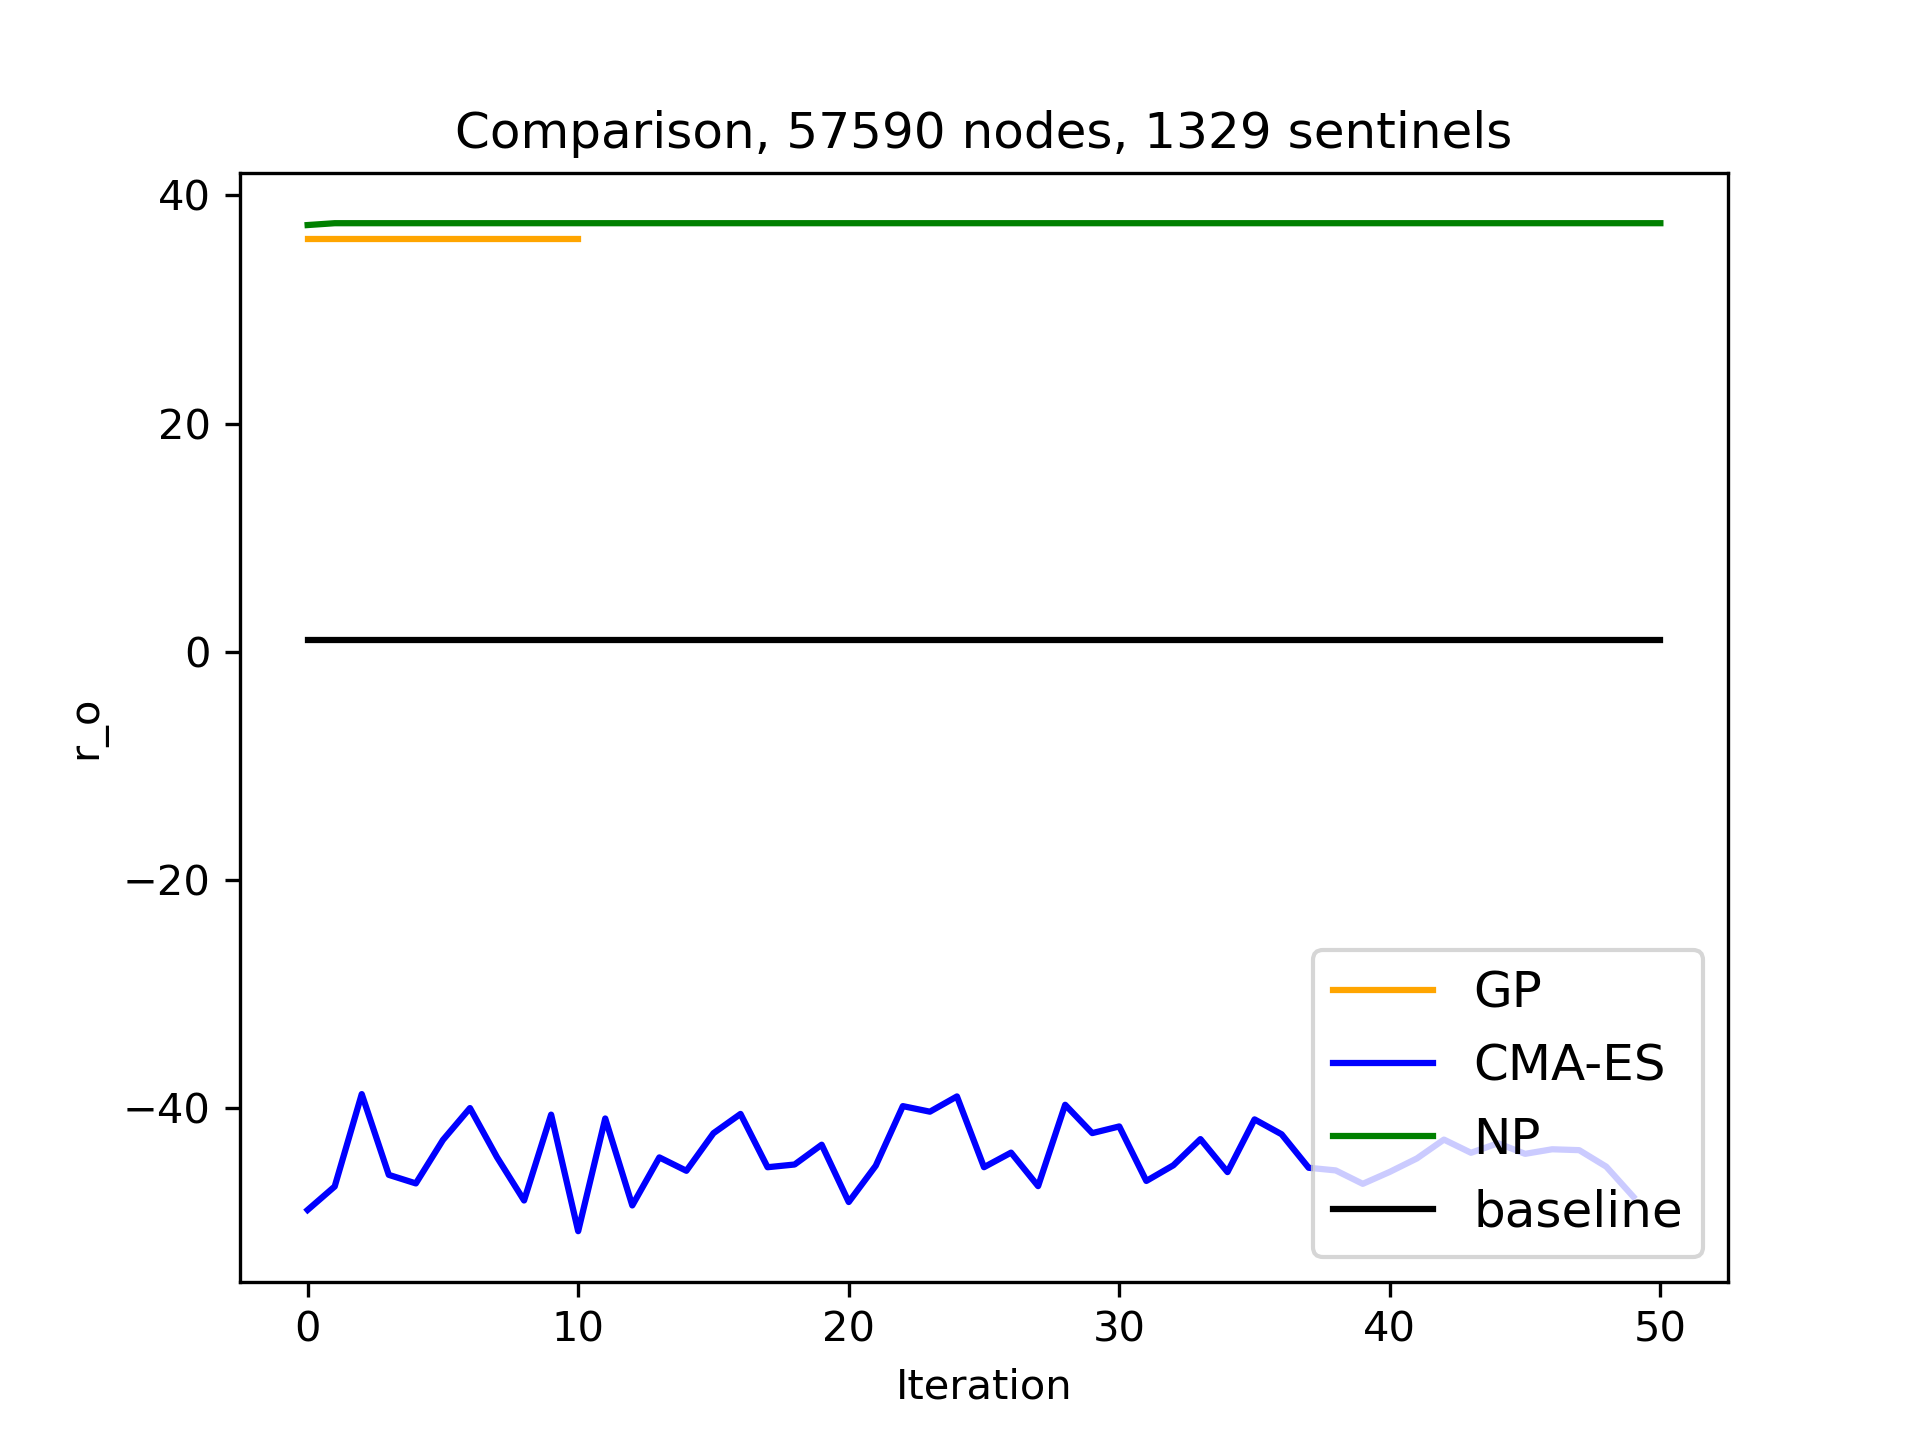 Comparison, 57590 nodes, 1329 sentinels
40
20
0
−20
−40
r_o
GP
CMA-ES
NP
baseline
0 10 20 30 40 50
Iteration